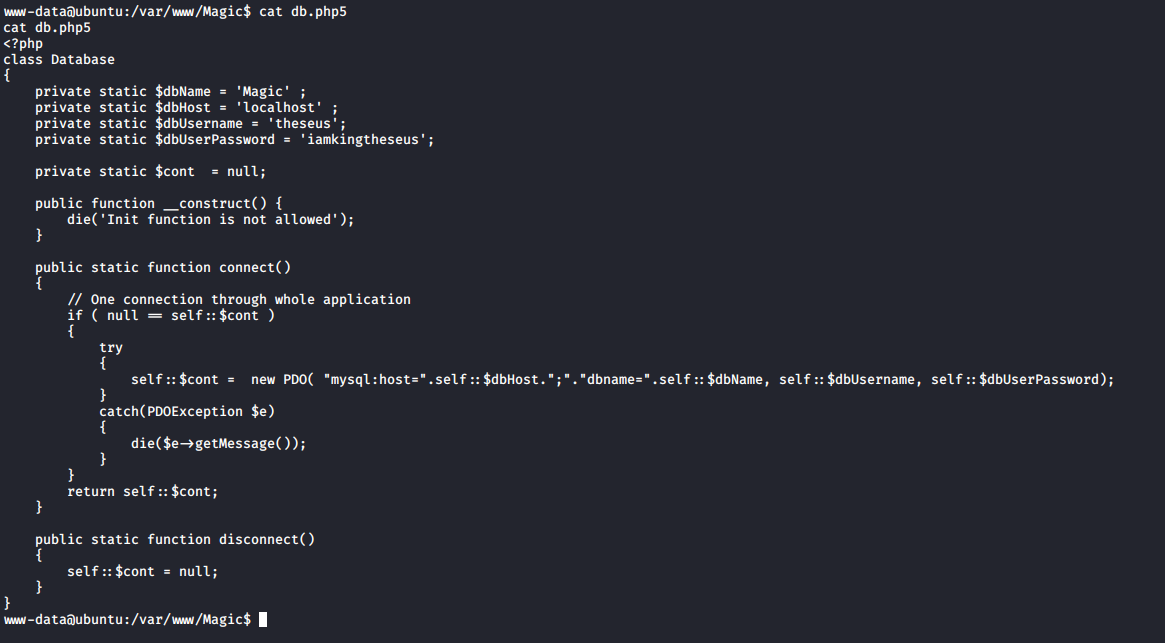 www-data@ubuntu:/var/www/Magic$ cat db.php5
cat db.php5
<?php
class Database
{
    private static $dbName = 'Magic' ;
    private static $dbHost = 'localhost' ;
    private static $dbUsername = 'theseus';
    private static $dbUserPassword = 'iamkingtheseus';

    private static $cont  = null;

    public function __construct() {
        die('Init function is not allowed');
    }

    public static function connect()
    {
        // One connection through whole application
        if ( null == self::$cont )
        {
            try
            {
                self::$cont =  new PDO( "mysql:host=".self::$dbHost.";"."dbname=".self::$dbName, self::$dbUsername, self::$dbUserPassword);
            }
            catch(PDOException $e)
            {
                die($e->getMessage());
            }
        }
        return self::$cont;
    }

    public static function disconnect()
    {
        self::$cont = null;
    }
}
www-data@ubuntu:/var/www/Magic$